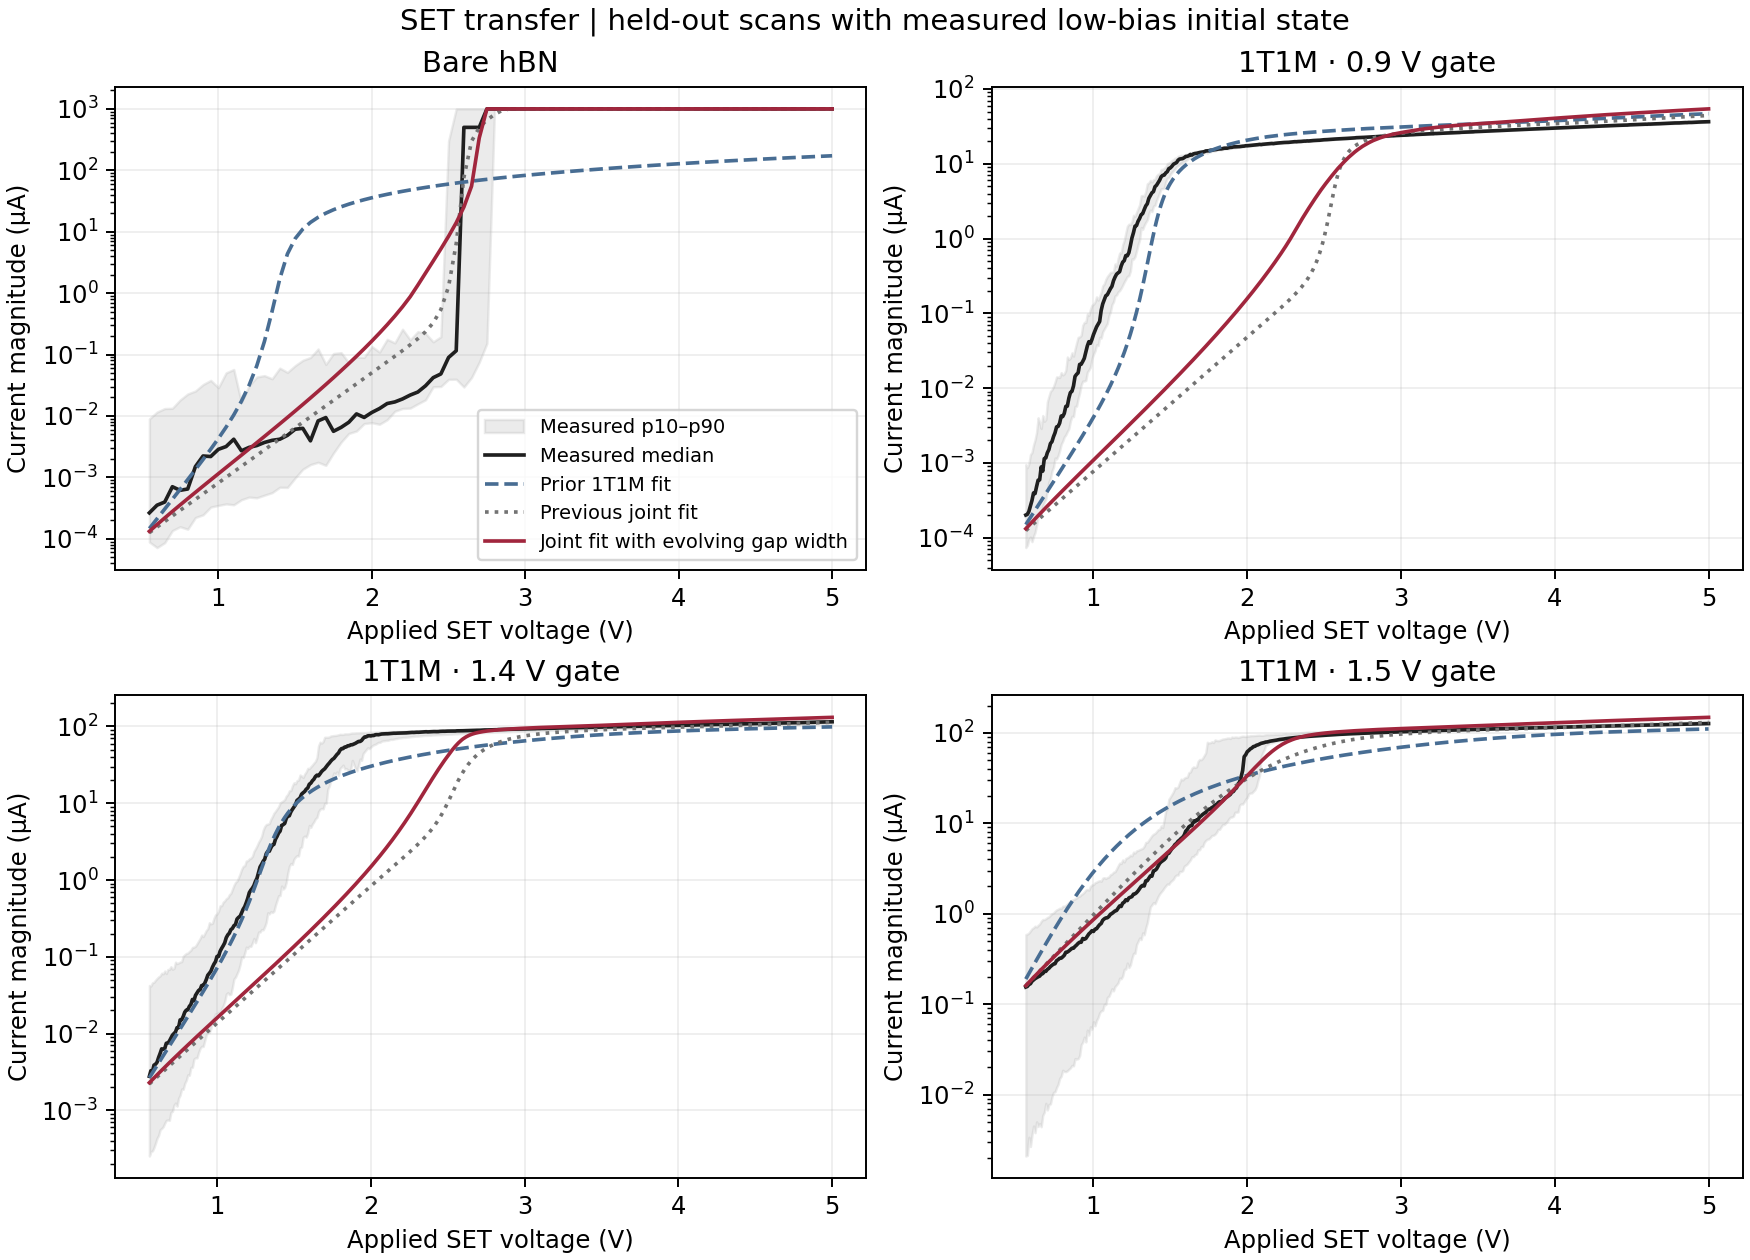 SET transfer | held-out scans with measured low-bias initial state
Bare hBN
Current magnitude (µA)
10³
10²
10¹
10⁰
10⁻¹
10⁻²
10⁻³
10⁻⁴
Measured p10–p90
Measured median
Prior 1T1M fit
Previous joint fit
Joint fit with evolving gap width
1 2 3 4 5
Applied SET voltage (V)
1T1M · 0.9 V gate
Current magnitude (µA)
10²
10¹
10⁰
10⁻¹
10⁻²
10⁻³
10⁻⁴
1 2 3 4 5
Applied SET voltage (V)
1T1M · 1.4 V gate
Current magnitude (µA)
10²
10¹
10⁰
10⁻¹
10⁻²
10⁻³
1 2 3 4 5
Applied SET voltage (V)
1T1M · 1.5 V gate
Current magnitude (µA)
10²
10¹
10⁰
10⁻¹
10⁻²
1 2 3 4 5
Applied SET voltage (V)